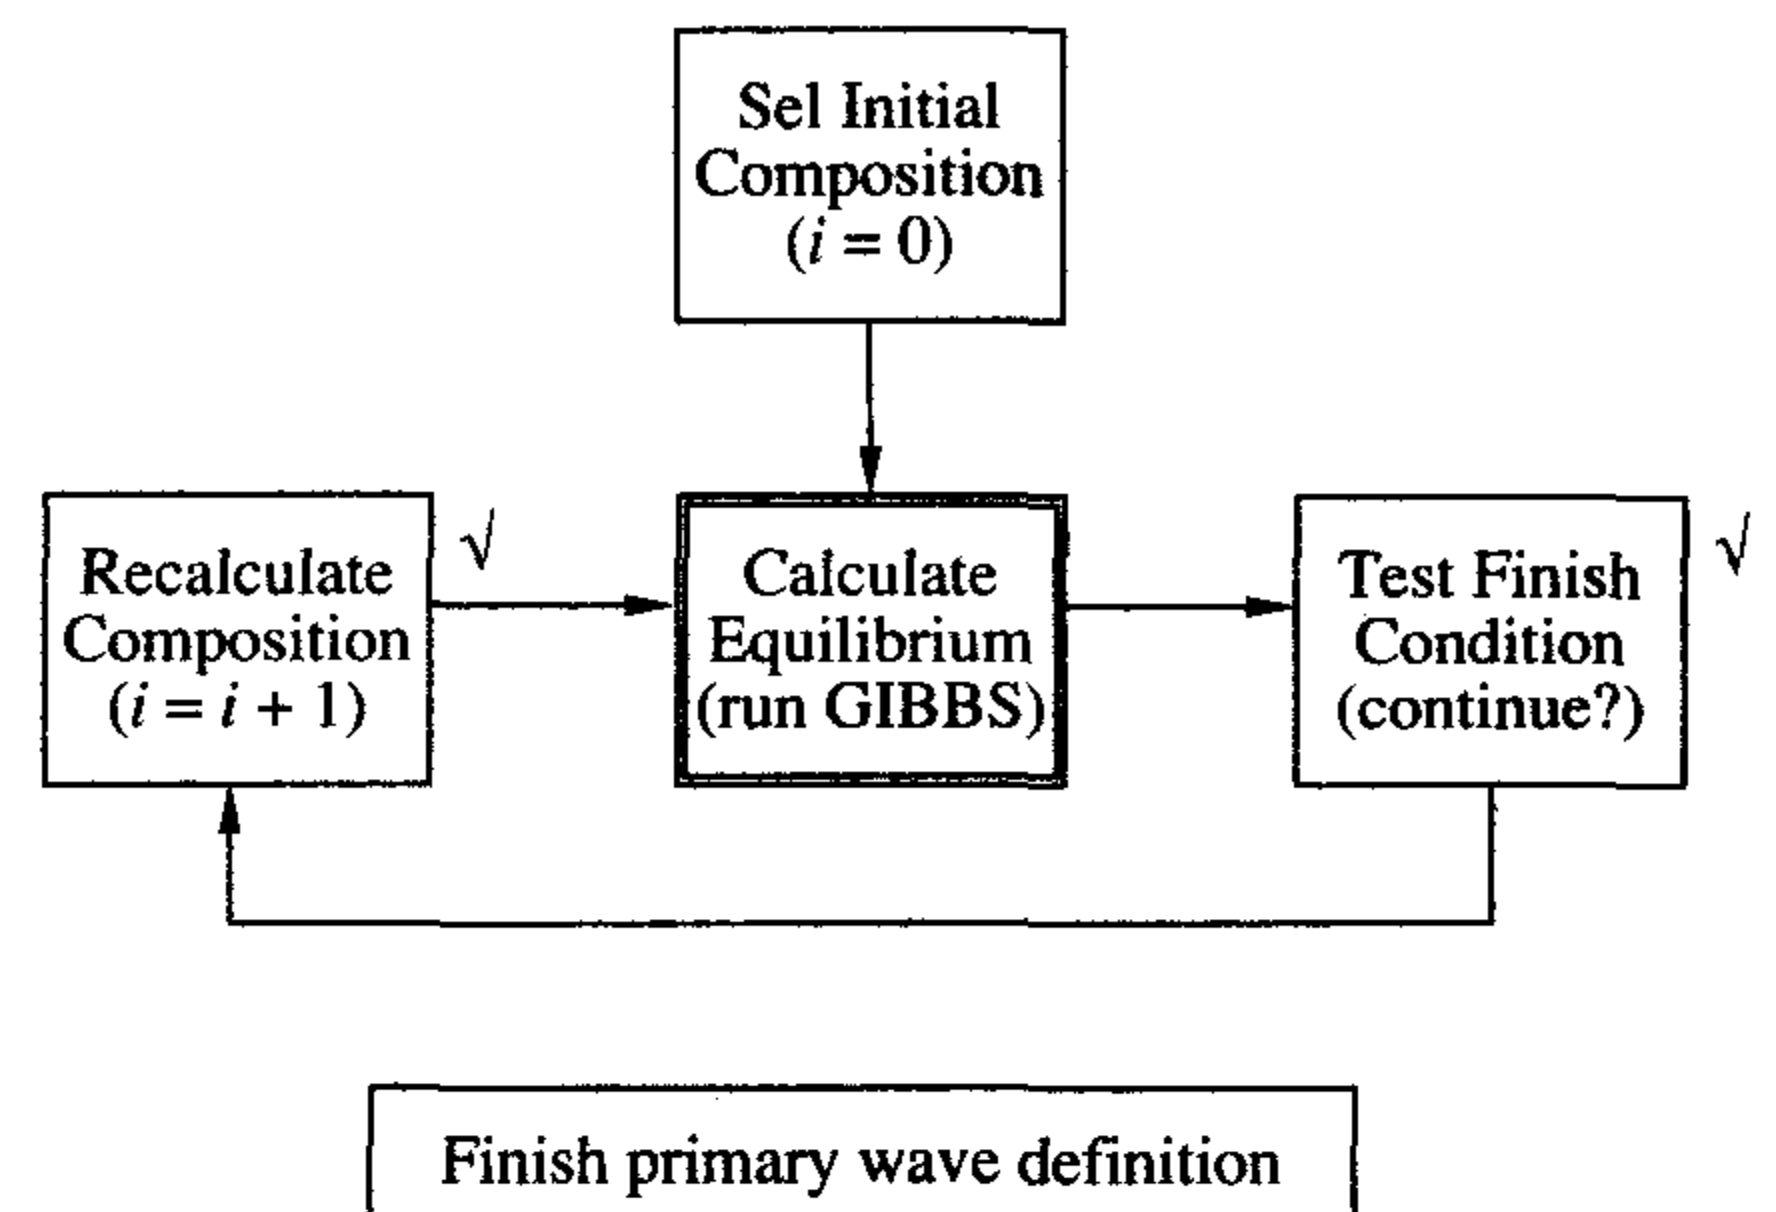 Sel Initial
Composition
(i = 0)
Recalculate
Composition
(i = i + 1)
√
Calculate
Equilibrium
(run GIBBS)
Test Finish
Condition
(continue?)
√
Finish primary wave definition